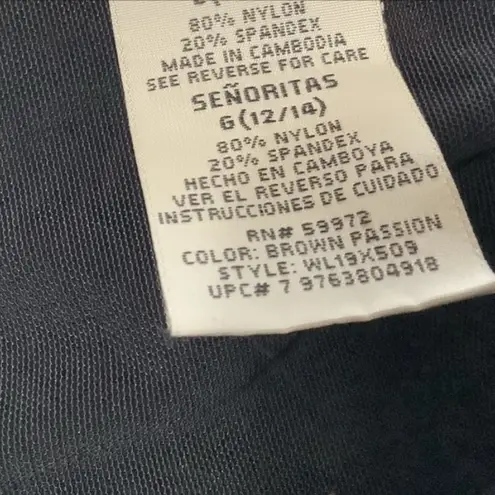 80% NYLON
20% SPANDEX
MADE IN CAMBODIA
SEE REVERSE FOR CARE
SEÑORITAS
G(12/14)
80% NYLON
20% SPANDEX
HECHO EN CAMBOYA
VER EL REVERSO PARA
INSTRUCCIONES DE CUIDADO
RN# 59972
COLOR: BROWN PASSION
STYLE: WL19X509
UPC# 7 9763804918